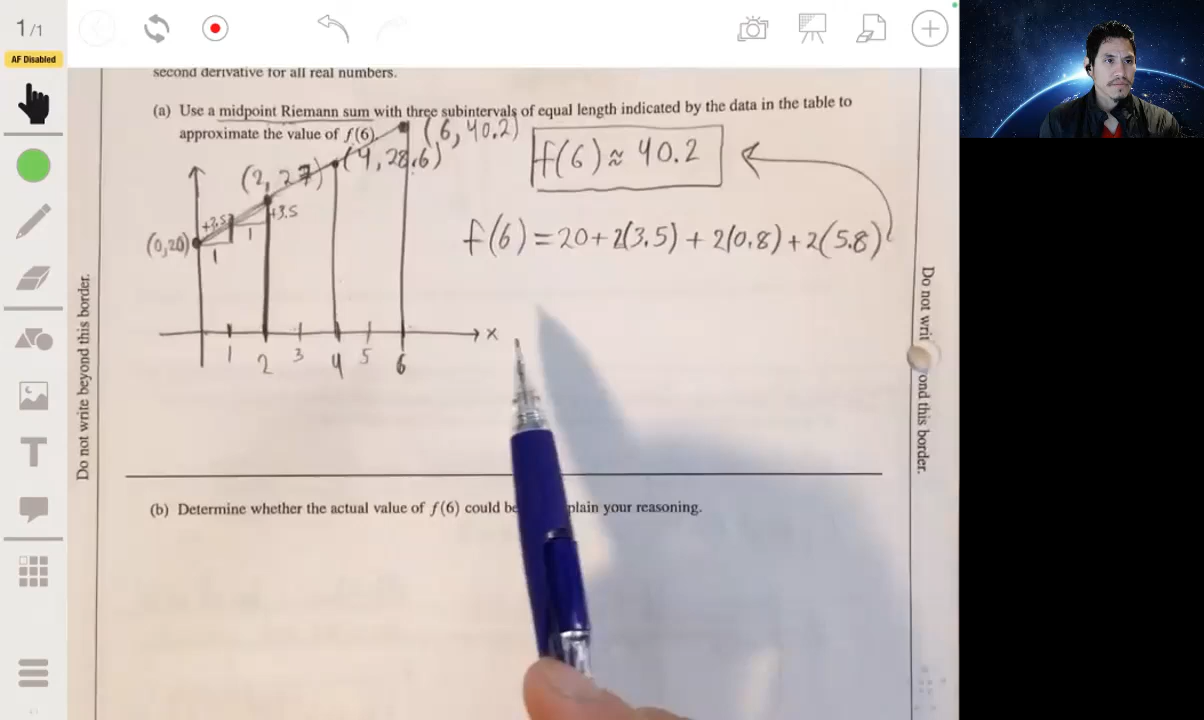 1/1
AF Disabled
second derivative for all real numbers.
(a) Use a midpoint Riemann sum with three subintervals of equal length indicated by the data in the table to
approximate the value of f(6).
(6, 40.2)
f(6) ≈ 40.2
(4, 28.6)
(2, 27)
+3.5
+3.5
(0,20)
1
1
f(6) = 20 + 2(3.5) + 2(0.8) + 2(5.8)
x
1
2
3
4
5
6
Do not write beyond this border.
Do not writ
ond this border.
(b) Determine whether the actual value of f(6) could be
plain your reasoning.
T